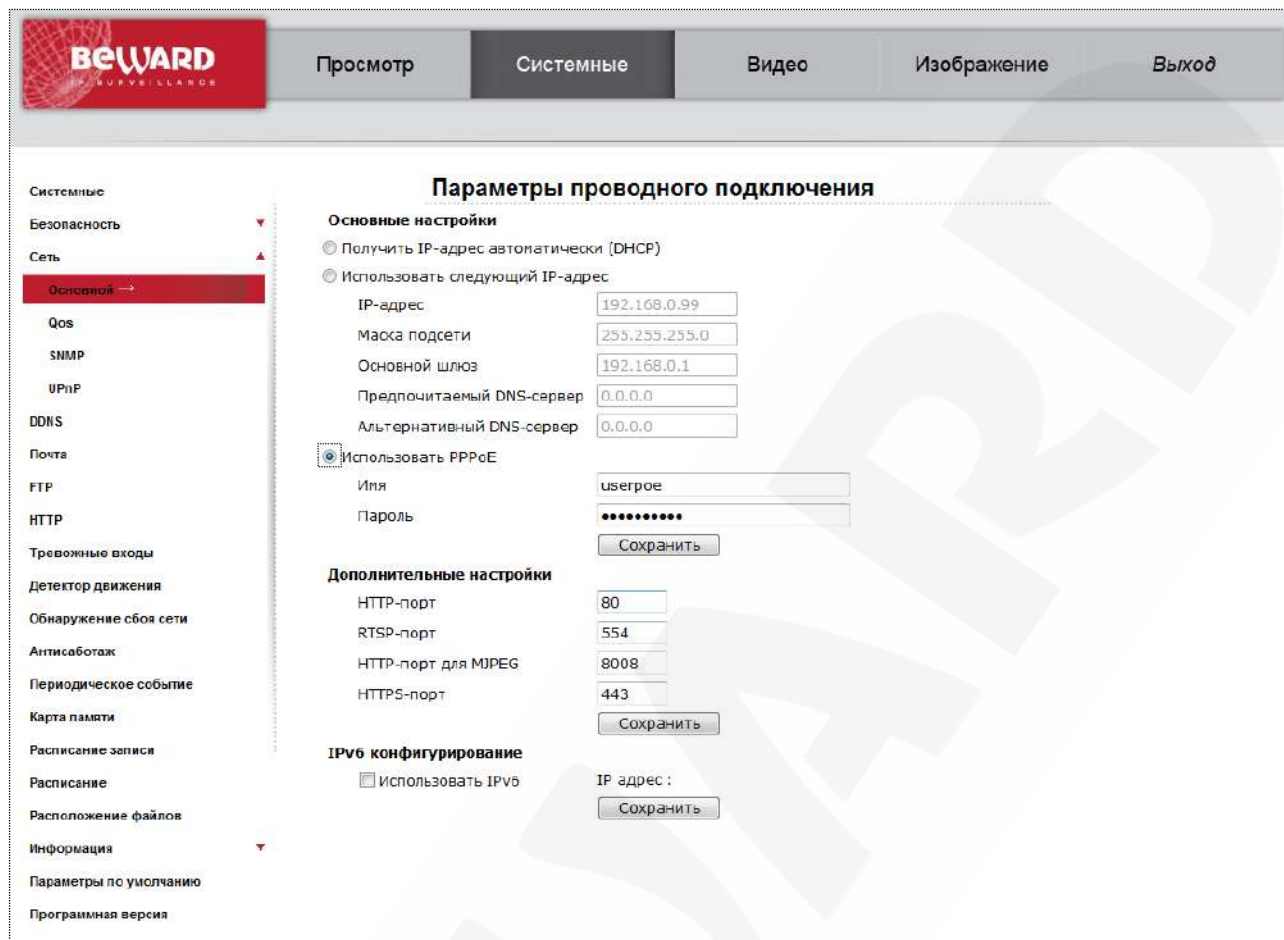 BEWARD
IP SURVEILLANCE
Просмотр
Системные
Видео
Изображение
Выход
Системные
Безопасность
Сеть
Основной →
Qos
SNMP
UPnP
DDNS
Почта
FTP
HTTP
Тревожные входы
Детектор движения
Обнаружение сбоя сети
Антисаботаж
Периодическое событие
Карта памяти
Расписание записи
Расписание
Расположение файлов
Информация
Параметры по умолчанию
Программная версия
Параметры проводного подключения
Основные настройки
Получить IP-адрес автоматически (DHCP)
Использовать следующий IP-адрес
IP-адрес 192.168.0.99
Маска подсети 255.255.255.0
Основной шлюз 192.168.0.1
Предпочитаемый DNS-сервер 0.0.0.0
Альтернативный DNS-сервер 0.0.0.0
Использовать PPPoE
Имя userpoe
Пароль ••••••••••
Сохранить
Дополнительные настройки
HTTP-порт 80
RTSP-порт 554
HTTP-порт для MJPEG 8008
HTTPS-порт 443
Сохранить
IPv6 конфигурирование
Использовать IPv6 IP адрес :
Сохранить